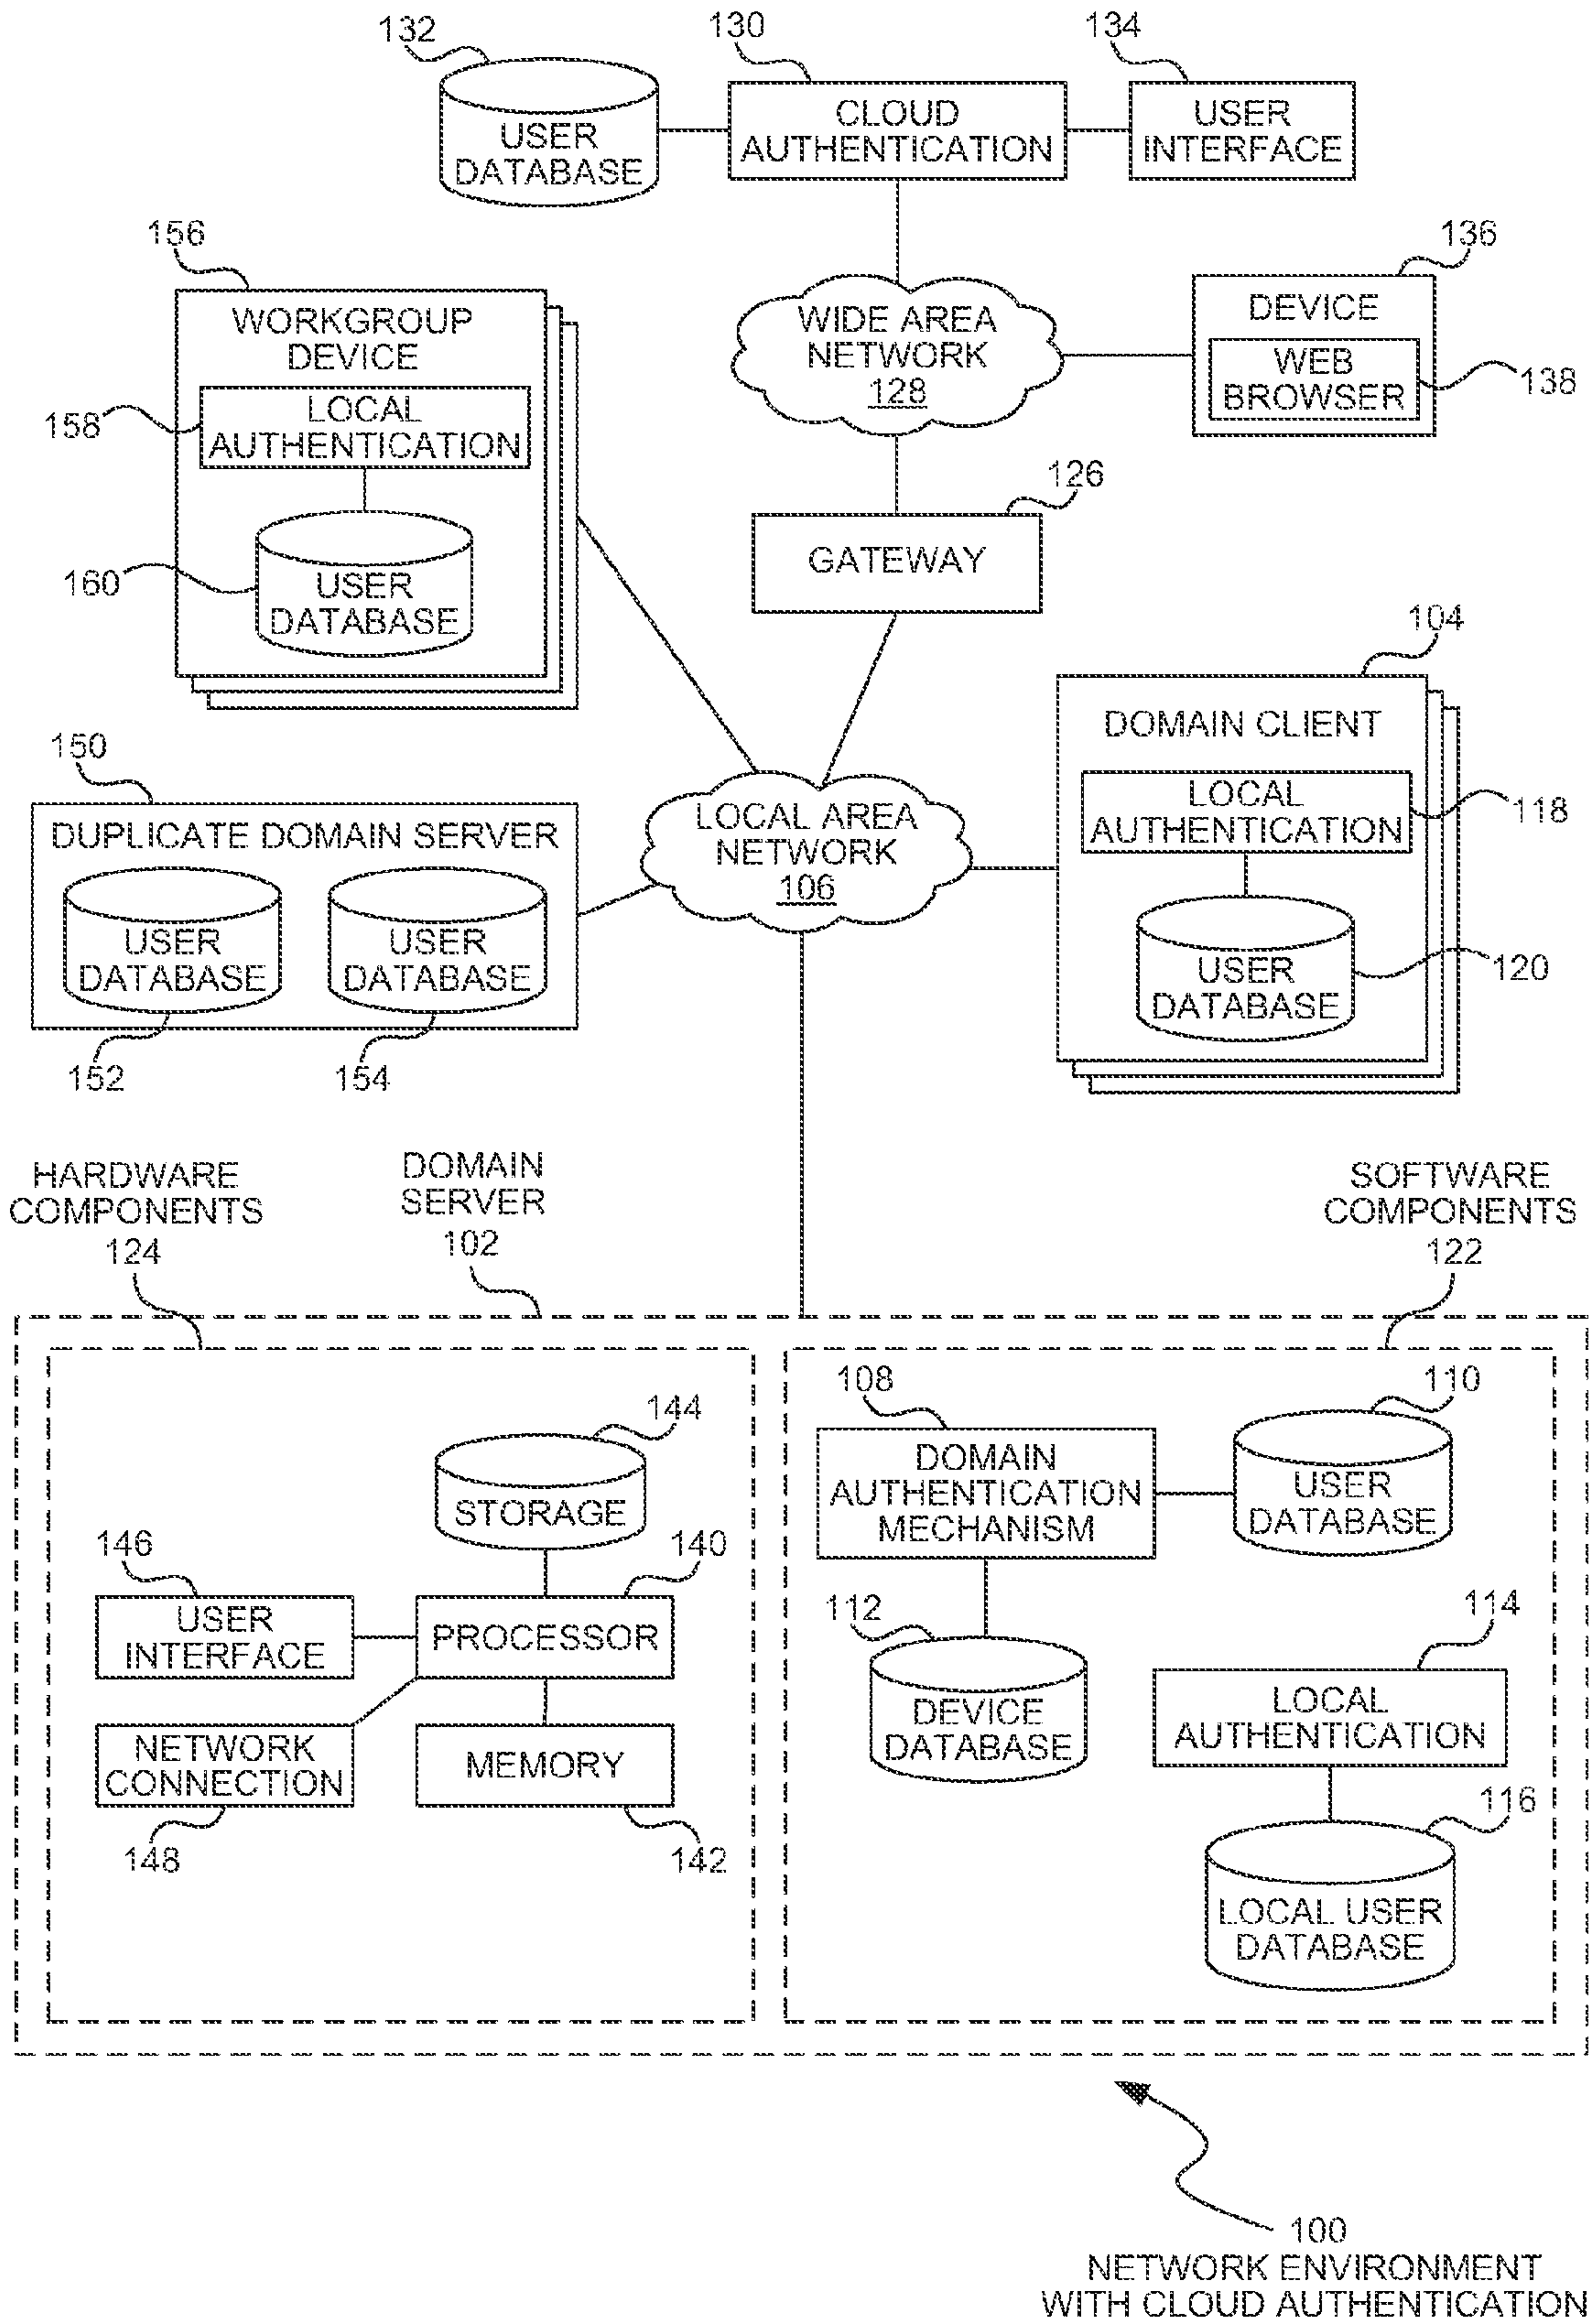 132
130
134
USER
DATABASE
CLOUD
AUTHENTICATION
USER
INTERFACE
156
136
WORKGROUP
DEVICE
158
LOCAL
AUTHENTICATION
160
USER
DATABASE
WIDE AREA
NETWORK
128
DEVICE
WEB
BROWSER
138
126
GATEWAY
104
DOMAIN CLIENT
LOCAL
AUTHENTICATION
118
USER
DATABASE
120
150
DUPLICATE DOMAIN SERVER
USER
DATABASE
USER
DATABASE
152
154
LOCAL AREA
NETWORK
106
HARDWARE
COMPONENTS
124
DOMAIN
SERVER
102
SOFTWARE
COMPONENTS
122
144
STORAGE
146
140
USER
INTERFACE
PROCESSOR
NETWORK
CONNECTION
MEMORY
148
142
108
110
DOMAIN
AUTHENTICATION
MECHANISM
USER
DATABASE
112
114
DEVICE
DATABASE
LOCAL
AUTHENTICATION
116
LOCAL USER
DATABASE
100
NETWORK ENVIRONMENT
WITH CLOUD AUTHENTICATION